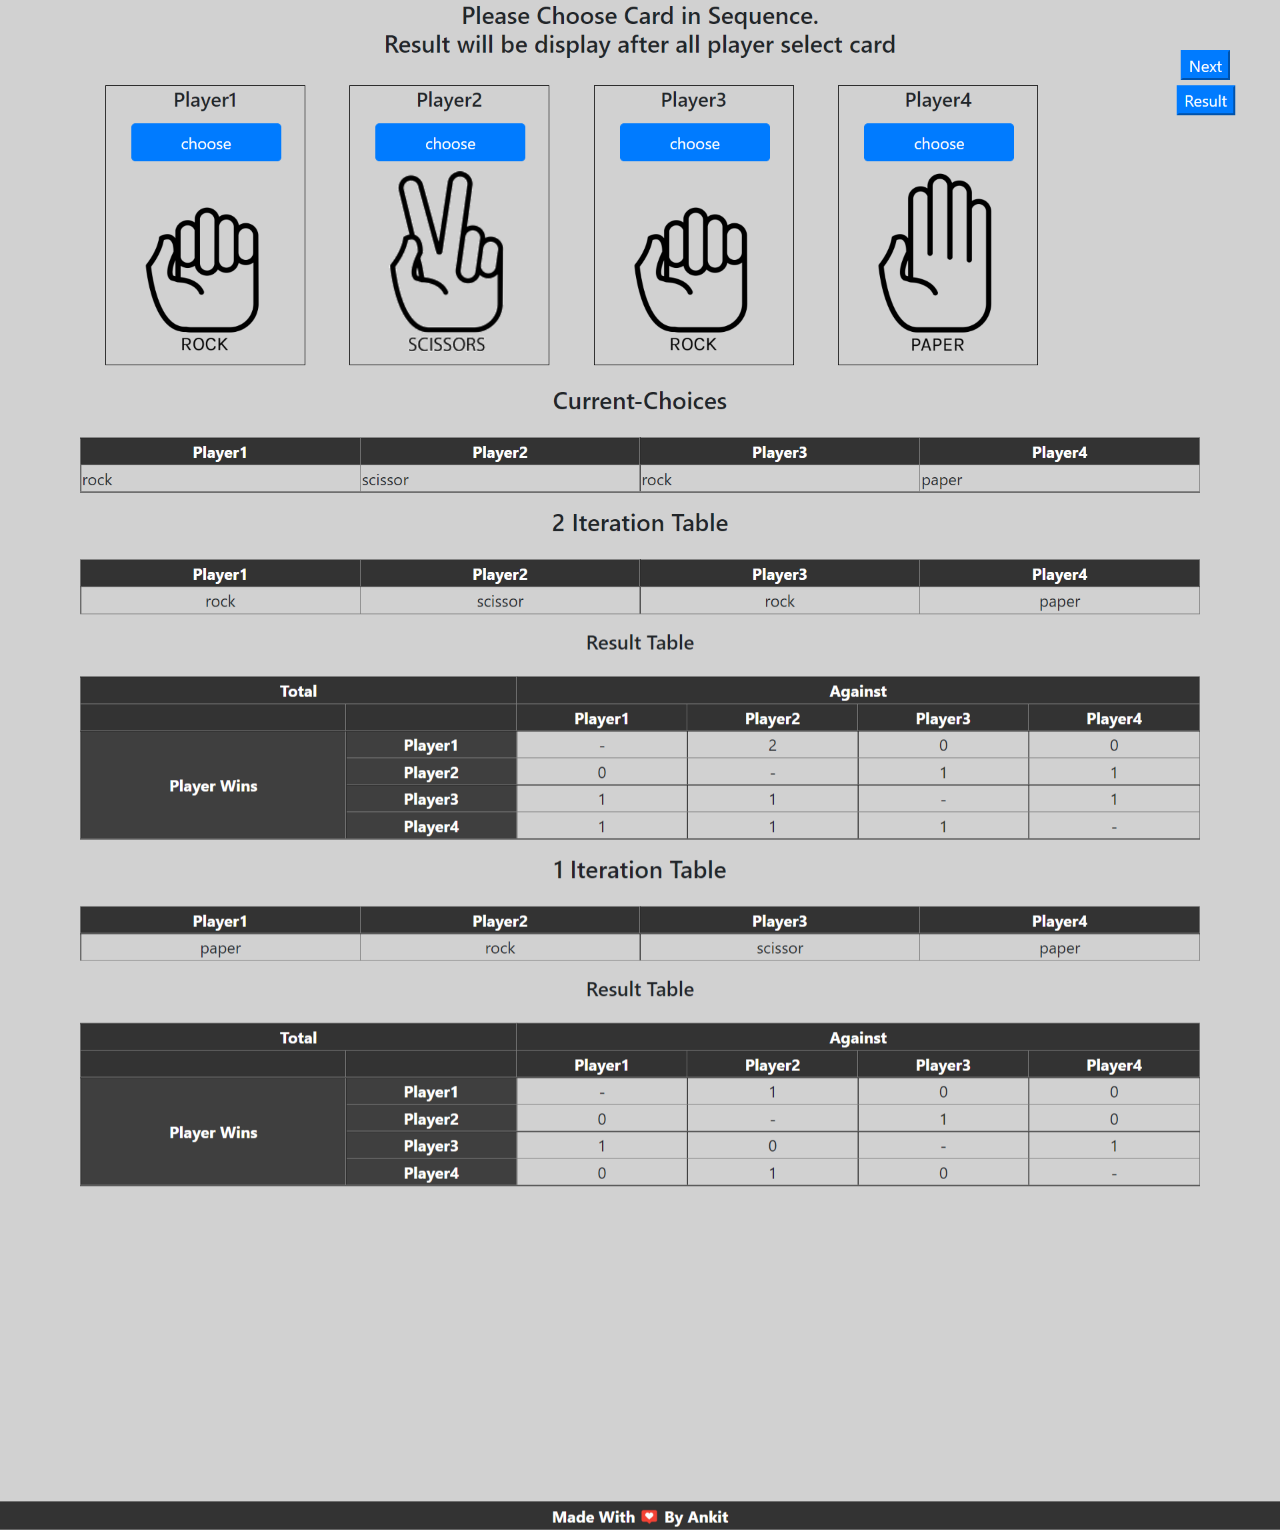 Please Choose Card in Sequence.
Result will be display after all player select card
Next
Result
Player1 Player2 Player3 Player4
choose choose choose choose
ROCK SCISSORS ROCK PAPER
Current-Choices
Player1 Player2 Player3 Player4
rock scissor rock paper
2 Iteration Table
Player1 Player2 Player3 Player4
rock scissor rock paper
Result Table
Total Against
Player1 Player2 Player3 Player4
Player Wins
Player1 - 2 0 0
Player2 0 - 1 1
Player3 1 1 - 1
Player4 1 1 1 -
1 Iteration Table
Player1 Player2 Player3 Player4
paper rock scissor paper
Result Table
Total Against
Player1 Player2 Player3 Player4
Player Wins
Player1 - 1 0 0
Player2 0 - 1 0
Player3 1 0 - 1
Player4 0 1 0 -
Made With 💌 By Ankit